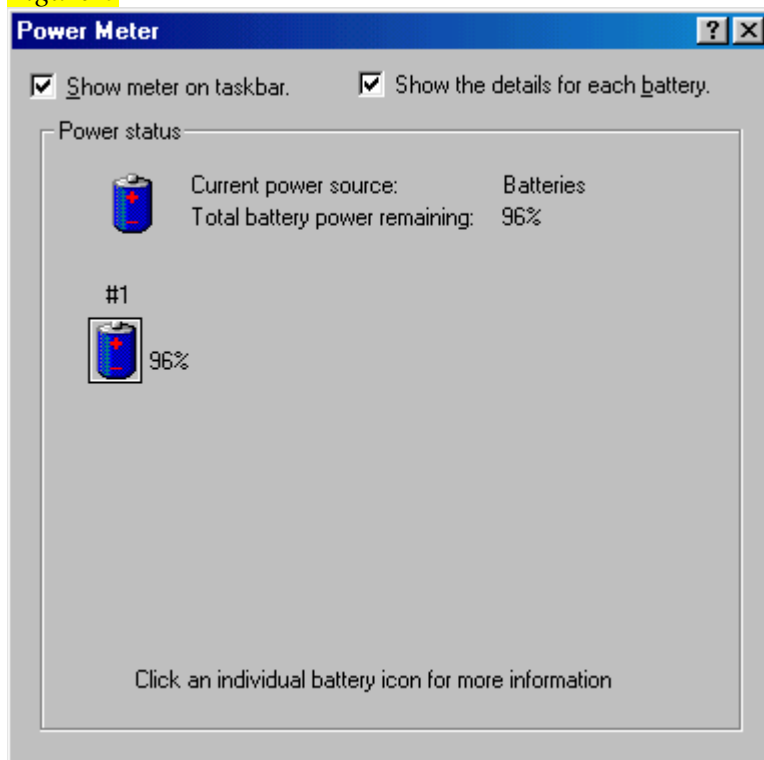 Power Meter
Show meter on taskbar. Show the details for each battery.
Power status
Current power source: Batteries
Total battery power remaining: 96%
#1
96%
Click an individual battery icon for more information